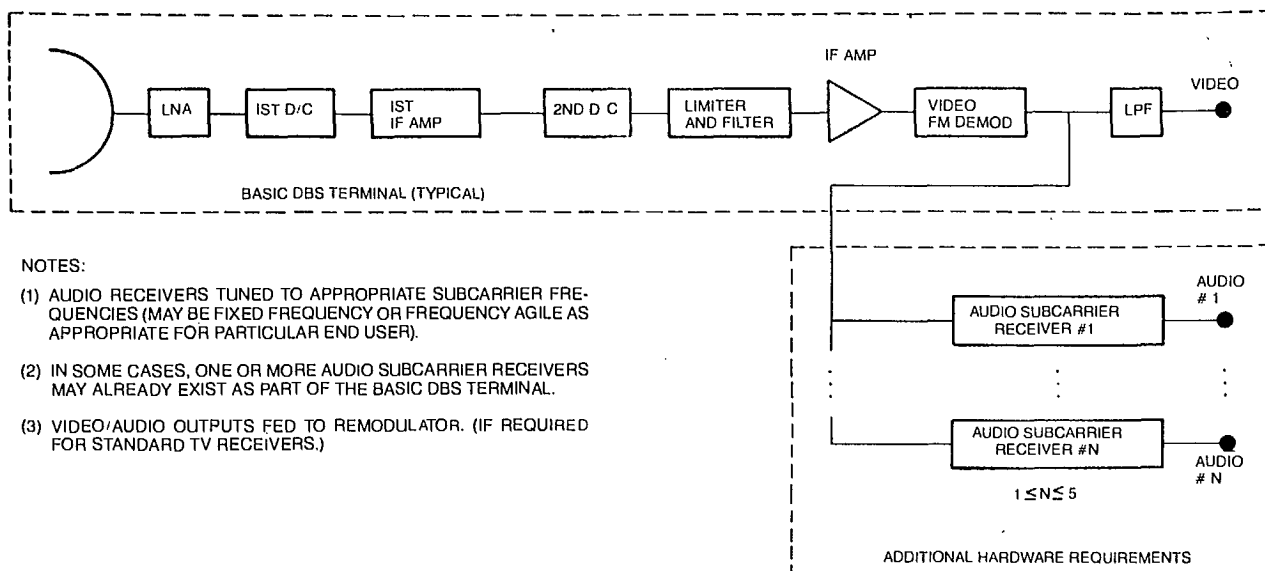 IF AMP
VIDEO
LNA
IST D/C
IST
IF AMP
2ND D C
LIMITER
AND FILTER
VIDEO
FM DEMOD
LPF
BASIC DBS TERMINAL (TYPICAL)
NOTES:
(1) AUDIO RECEIVERS TUNED TO APPROPRIATE SUBCARRIER FRE-
QUENCIES (MAY BE FIXED FREQUENCY OR FREQUENCY AGILE AS
APPROPRIATE FOR PARTICULAR END USER).
(2) IN SOME CASES, ONE OR MORE AUDIO SUBCARRIER RECEIVERS
MAY ALREADY EXIST AS PART OF THE BASIC DBS TERMINAL.
(3) VIDEO/AUDIO OUTPUTS FED TO REMODULATOR. (IF REQUIRED
FOR STANDARD TV RECEIVERS.)
AUDIO SUBCARRIER
RECEIVER #1
AUDIO
# 1
AUDIO SUBCARRIER
RECEIVER #N
AUDIO
# N
1 ≤ N ≤ 5
ADDITIONAL HARDWARE REQUIREMENTS